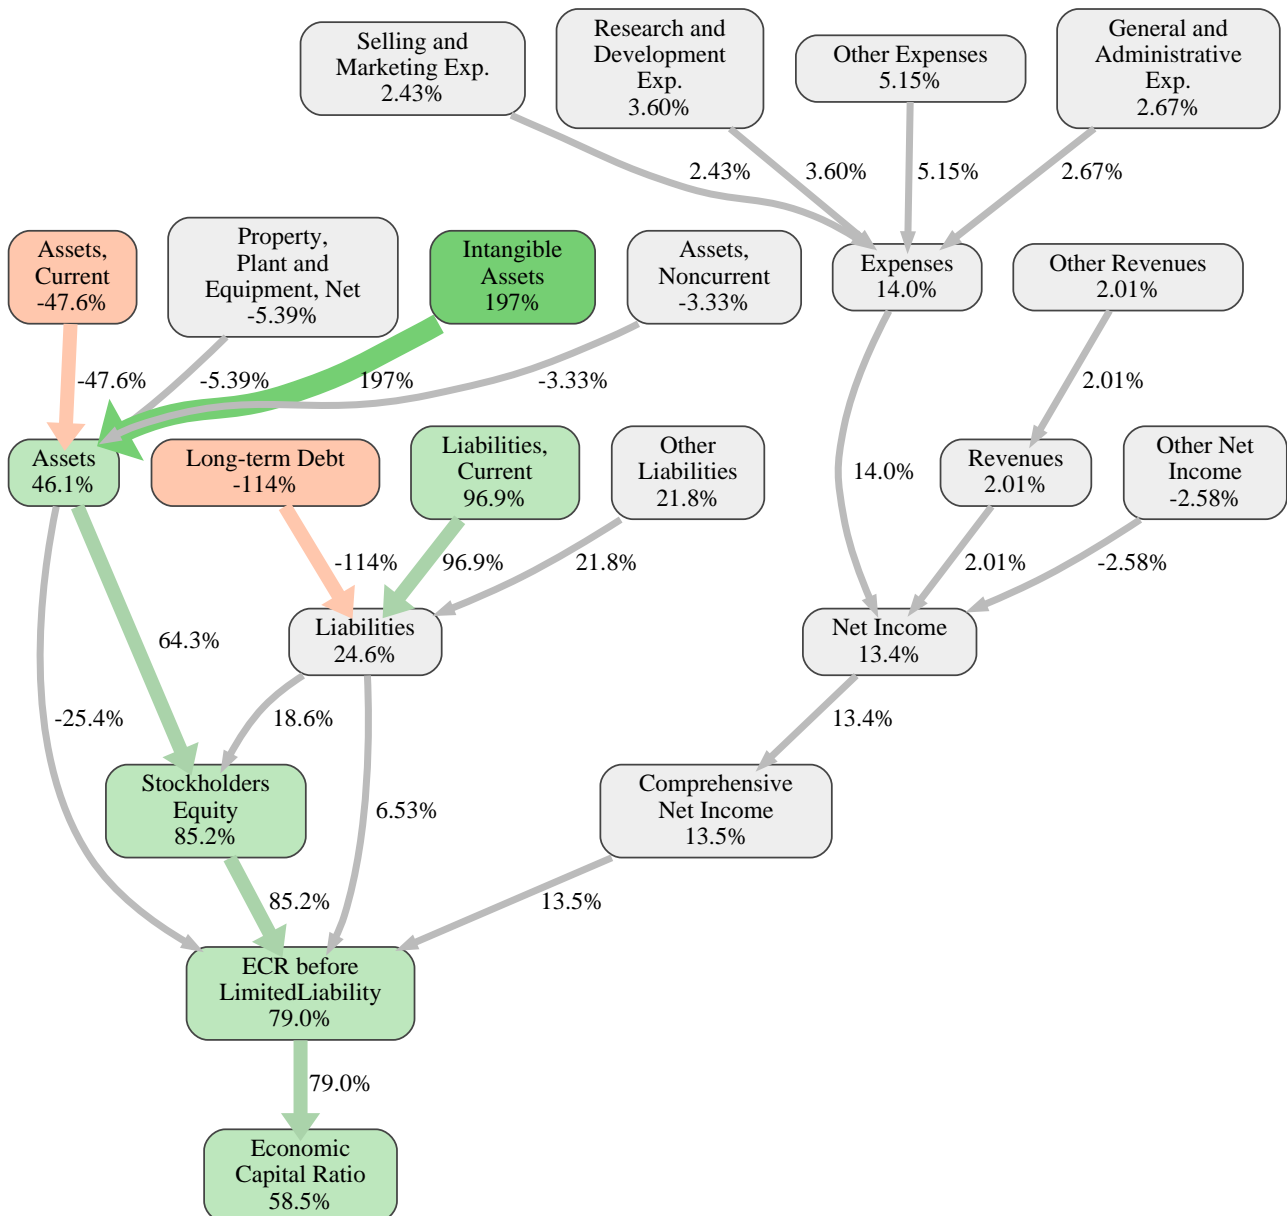 Selling and
Marketing Exp.
2.43%
Research and
Development
Exp.
3.60%
Other Expenses
5.15%
General and
Administrative
Exp.
2.67%
2.43%
3.60%
5.15%
2.67%
Assets,
Current
-47.6%
Property,
Plant and
Equipment, Net
-5.39%
Intangible
Assets
197%
Assets,
Noncurrent
-3.33%
Expenses
14.0%
Other Revenues
2.01%
-47.6%
-5.39%
197%
-3.33%
2.01%
Assets
46.1%
Long-term Debt
-114%
Liabilities,
Current
96.9%
Other
Liabilities
21.8%
14.0%
Revenues
2.01%
Other Net
Income
-2.58%
-114%
96.9%
21.8%
2.01%
-2.58%
64.3%
Liabilities
24.6%
Net Income
13.4%
-25.4%
18.6%
13.4%
Stockholders
Equity
85.2%
6.53%
Comprehensive
Net Income
13.5%
85.2%
13.5%
ECR before
LimitedLiability
79.0%
79.0%
Economic
Capital Ratio
58.5%